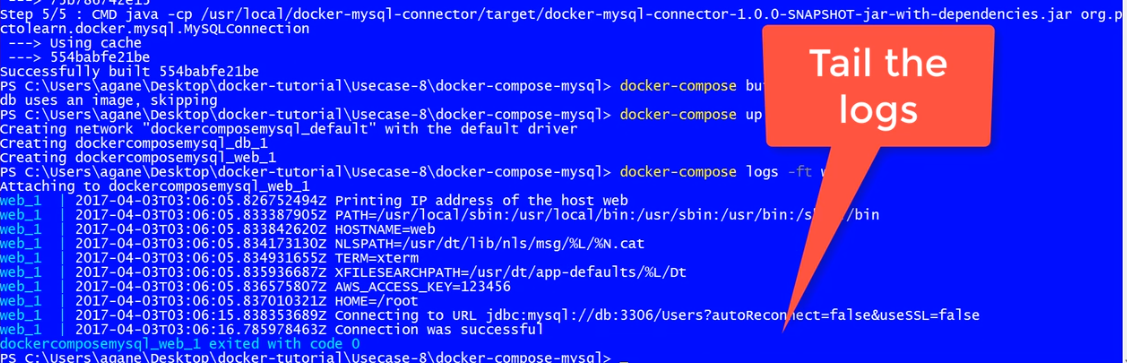 Step 5/5 : CMD java -cp /usr/local/docker-mysql-connector/target/docker-mysql-connector-1.0.0-SNAPSHOT-jar-with-dependencies.jar org.p
ctolearn.docker.mysql.MySQLConnection
---> Using cache
---> 554babfe21be
Successfully built 554babfe21be
PS C:\Users\agane\Desktop\docker-tutorial\Usecase-8\docker-compose-mysql> docker-compose bu
db uses an image, skipping
PS C:\Users\agane\Desktop\docker-tutorial\Usecase-8\docker-compose-mysql> docker-compose up
Creating network "dockercomposemysql_default" with the default driver
Creating dockercomposemysql_db_1
Creating dockercomposemysql_web_1
PS C:\Users\agane\Desktop\docker-tutorial\Usecase-8\docker-compose-mysql> docker-compose logs -ft w
Attaching to dockercomposemysql_web_1
web_1 | 2017-04-03T03:06:05.826752494Z Printing IP address of the host web
web_1 | 2017-04-03T03:06:05.833387905Z PATH=/usr/local/sbin:/usr/local/bin:/usr/sbin:/usr/bin:/sbin:/bin
web_1 | 2017-04-03T03:06:05.833842620Z HOSTNAME=web
web_1 | 2017-04-03T03:06:05.834173130Z NLSPATH=/usr/dt/lib/nls/msg/%L/%N.cat
web_1 | 2017-04-03T03:06:05.834931655Z TERM=xterm
web_1 | 2017-04-03T03:06:05.835936687Z XFILESEARCHPATH=/usr/dt/app-defaults/%L/Dt
web_1 | 2017-04-03T03:06:05.836575807Z AWS_ACCESS_KEY=123456
web_1 | 2017-04-03T03:06:05.837010321Z HOME=/root
web_1 | 2017-04-03T03:06:15.838353689Z Connecting to URL jdbc:mysql://db:3306/Users?autoReconnect=false&useSSL=false
web_1 | 2017-04-03T03:06:16.785978463Z Connection was successful
dockercomposemysql_web_1 exited with code 0
PS C:\Users\agane\Desktop\docker-tutorial\Usecase-8\docker-compose-mysql> _
Tail the
logs